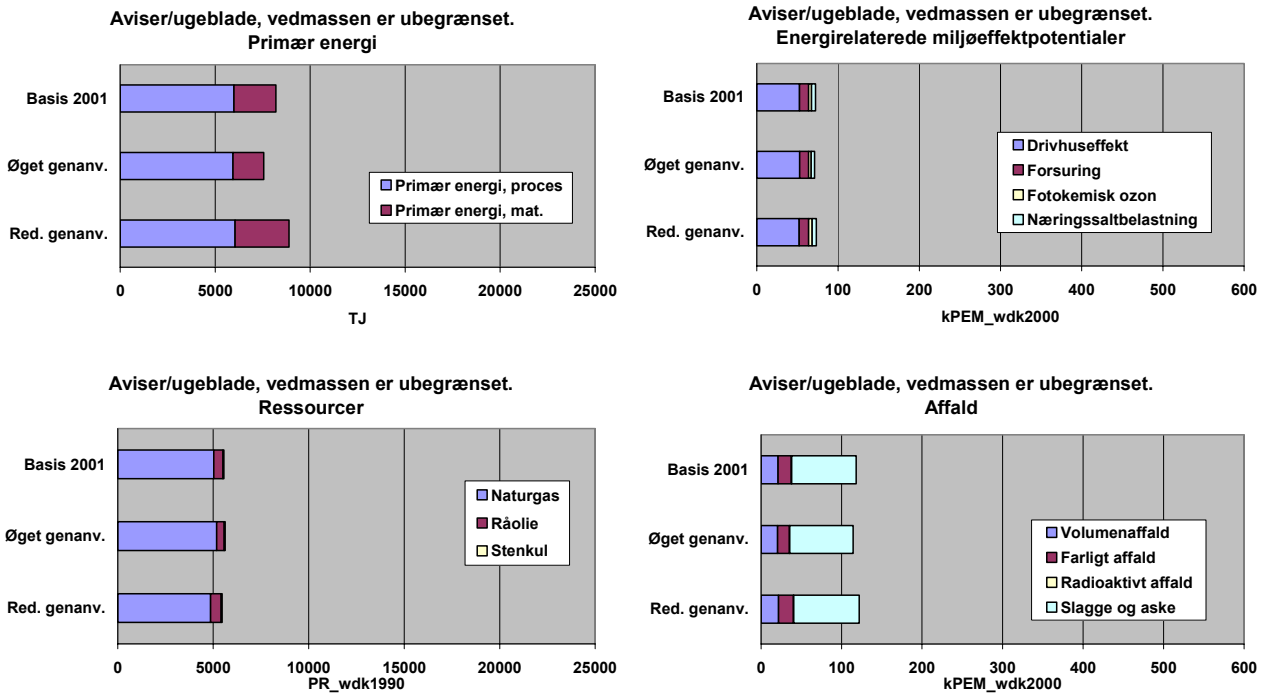 Aviser/ugeblade, vedmassen er ubegrænset.
Primær energi
Basis 2001
Øget genanv.
Red. genanv.
Primær energi, proces
Primær energi, mat.
0 5000 10000 15000 20000 25000
TJ
Aviser/ugeblade, vedmassen er ubegrænset.
Energirelaterede miljøeffektpotentialer
Basis 2001
Øget genanv.
Red. genanv.
Drivhuseffekt
Forsuring
Fotokemisk ozon
Næringssaltbelastning
0 100 200 300 400 500 600
kPEM_wdk2000
Aviser/ugeblade, vedmassen er ubegrænset.
Ressourcer
Basis 2001
Øget genanv.
Red. genanv.
Naturgas
Råolie
Stenkul
0 5000 10000 15000 20000 25000
PR_wdk1990
Aviser/ugeblade, vedmassen er ubegrænset.
Affald
Basis 2001
Øget genanv.
Red. genanv.
Volumenaffald
Farligt affald
Radioaktivt affald
Slagge og aske
0 100 200 300 400 500 600
kPEM_wdk2000